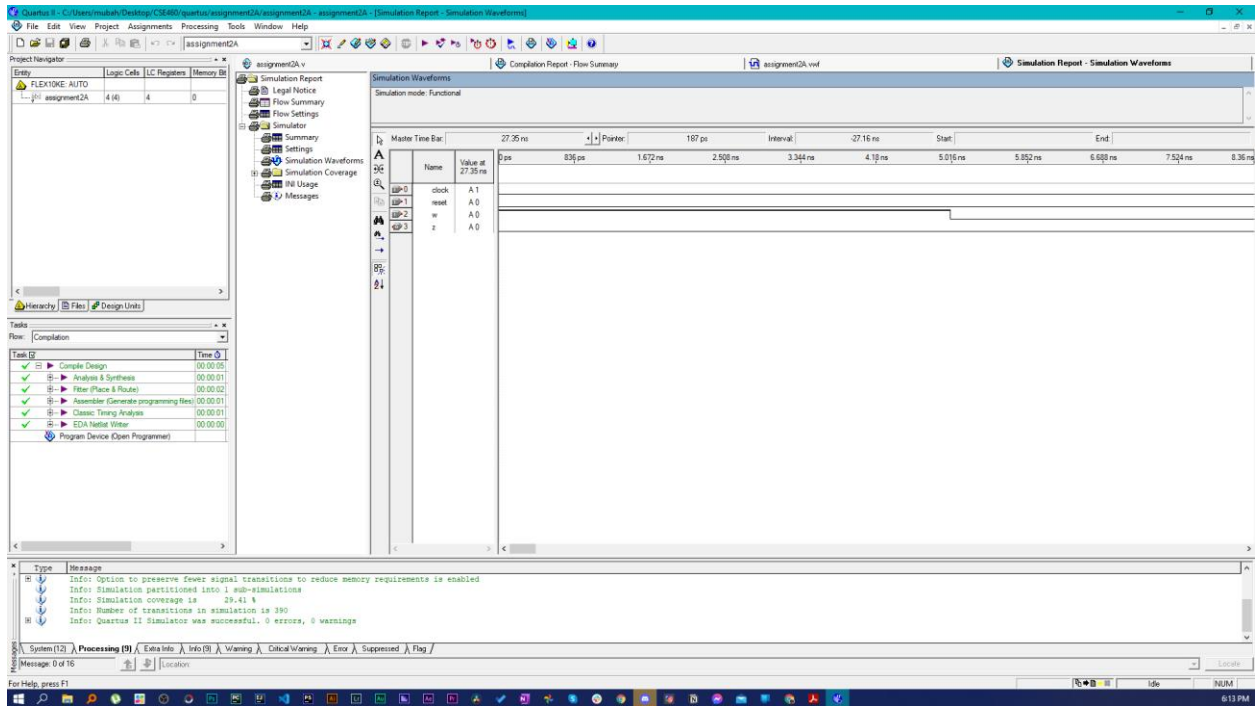 Quartus II - C:/Users/mubah/Desktop/CSE460/quartus/assignment2A/assignment2A - assignment2A - [Simulation Report - Simulation Waveforms]
File Edit View Project Assignments Processing Tools Window Help
assignment2A
Project Navigator
Entity Logic Cells LC Registers Memory Bit
FLEX10KE: AUTO
assignment2A 4 (4) 4 0
Hierarchy Files Design Units
Tasks
Flow: Compilation
Task Time
Compile Design 00:00:05
Analysis & Synthesis 00:00:01
Fitter (Place & Route) 00:00:02
Assembler (Generate programming files) 00:00:01
Classic Timing Analysis 00:00:01
EDA Netlist Writer 00:00:00
Program Device (Open Programmer)
assignment2A.v Compilation Report - Flow Summary assignment2A.vwf Simulation Report - Simulation Waveforms
Simulation Report
Legal Notice
Flow Summary
Flow Settings
Simulator
Summary
Settings
Simulation Waveforms
Simulation Coverage
INI Usage
Messages
Simulation Waveforms
Simulation mode: Functional
Master Time Bar: 27.35 ns Pointer: 187 ps Interval: -27.16 ns Start: End:
Name Value at 27.35 ns
0 ps 836 ps 1.672 ns 2.508 ns 3.344 ns 4.18 ns 5.016 ns 5.852 ns 6.688 ns 7.524 ns 8.36 ns
0 clock A 1
1 reset A 0
2 w A 0
3 z A 0
Type Message
Info: Option to preserve fewer signal transitions to reduce memory requirements is enabled
Info: Simulation partitioned into 1 sub-simulations
Info: Simulation coverage is 29.41 %
Info: Number of transitions in simulation is 390
Info: Quartus II Simulator was successful. 0 errors, 0 warnings
System (12) Processing (9) Extra Info Info (9) Warning Critical Warning Error Suppressed Flag
Messages
Message: 0 of 16 Location: Locate
For Help, press F1 Idle NUM
6:13 PM